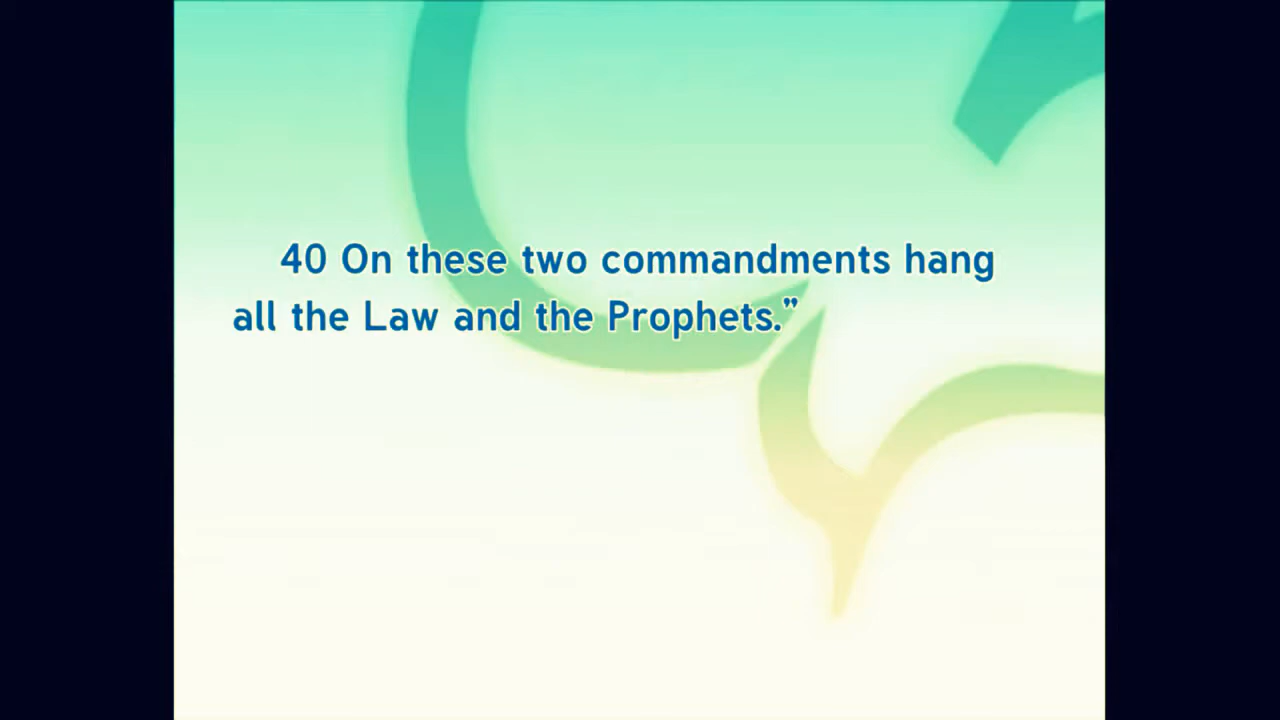 40 On these two commandments hang
all the Law and the Prophets.”